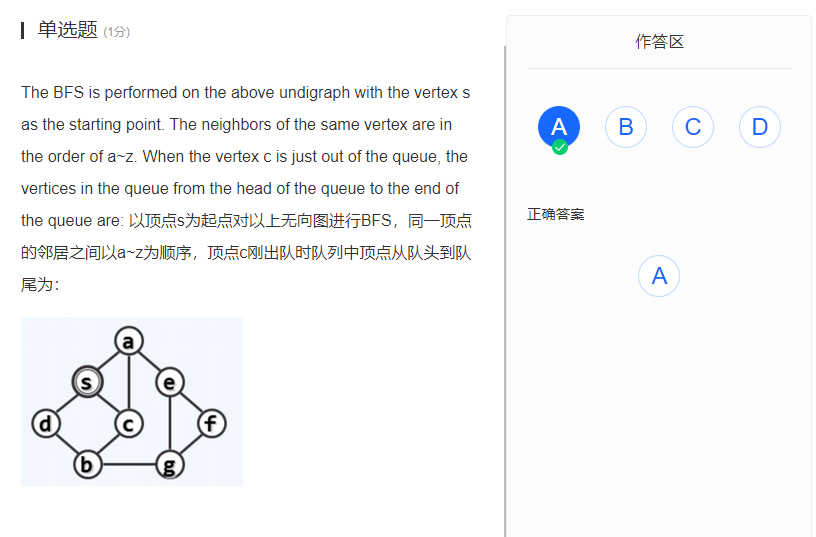 单选题 (1分)
The BFS is performed on the above undigraph with the vertex s
as the starting point. The neighbors of the same vertex are in
the order of a~z. When the vertex c is just out of the queue, the
vertices in the queue from the head of the queue to the end of
the queue are: 以顶点s为起点对以上无向图进行BFS，同一顶点
的邻居之间以a~z为顺序，顶点c刚出队时队列中顶点从队头到队
尾为：
a
s e
d c f
b g
作答区
A B C D
正确答案
A